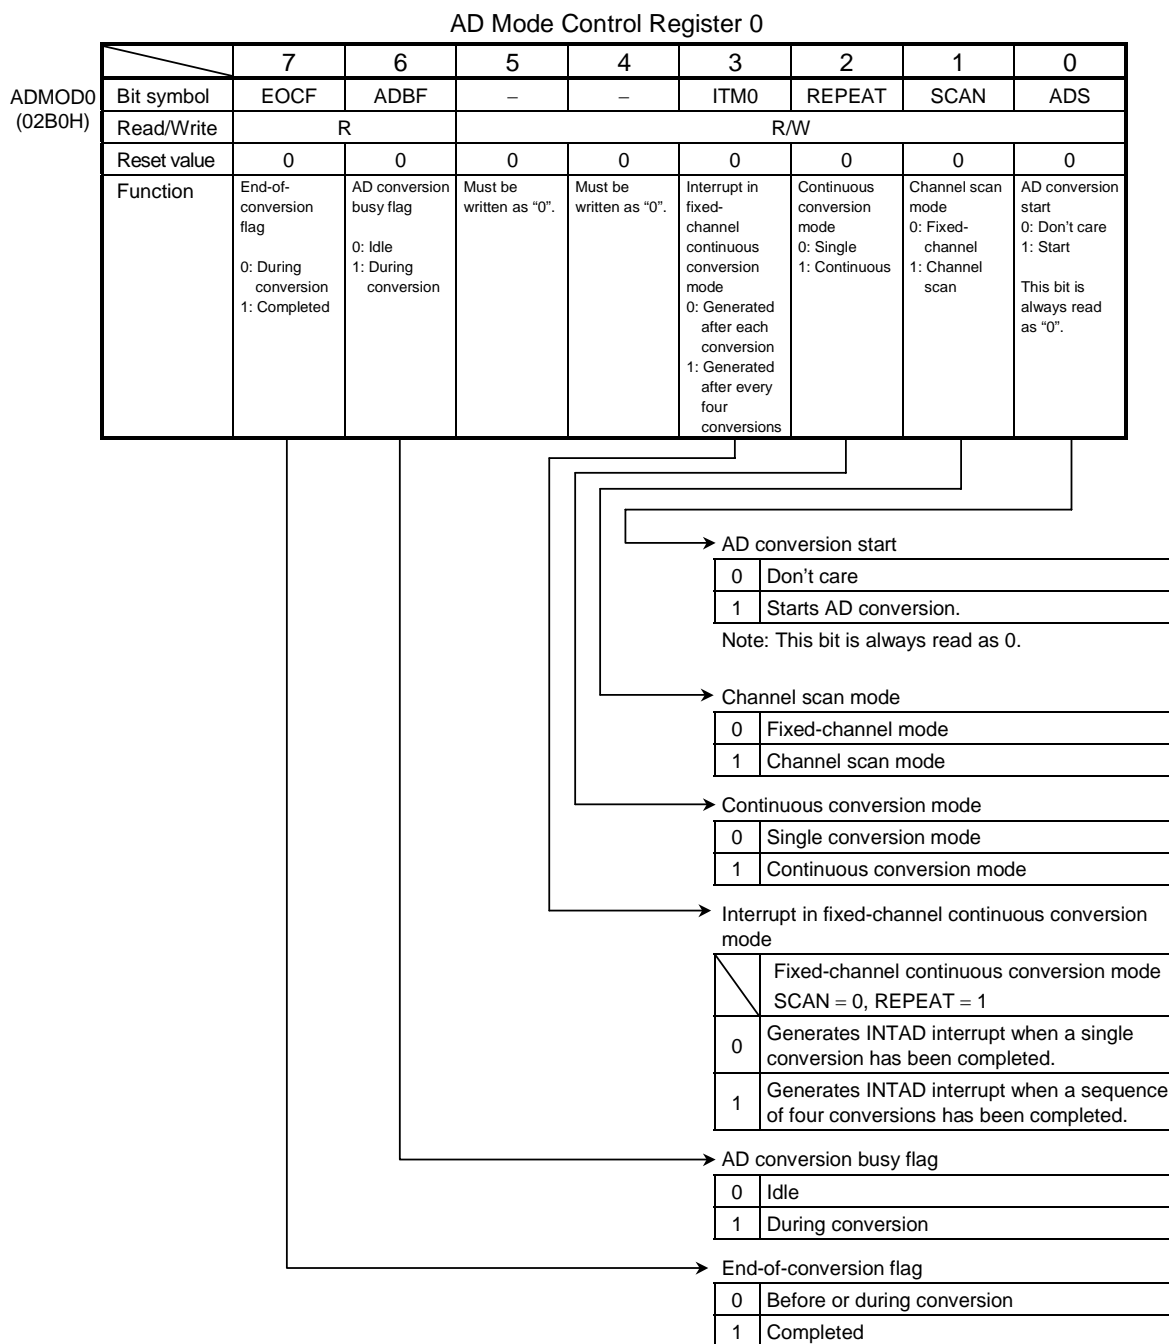 AD Mode Control Register 0
7 6 5 4 3 2 1 0
ADMOD0
(02B0H)
Bit symbol EOCF ADBF – – ITM0 REPEAT SCAN ADS
Read/Write R R/W
Reset value 0 0 0 0 0 0 0 0
Function
End-of-
conversion
flag
0: During
conversion
1: Completed
AD conversion
busy flag
0: Idle
1: During
conversion
Must be
written as “0”.
Must be
written as “0”.
Interrupt in
fixed-
channel
continuous
conversion
mode
0: Generated
after each
conversion
1: Generated
after every
four
conversions
Continuous
conversion
mode
0: Single
1: Continuous
Channel scan
mode
0: Fixed-
channel
1: Channel
scan
AD conversion
start
0: Don’t care
1: Start
This bit is
always read
as “0”.
AD conversion start
0 Don’t care
1 Starts AD conversion.
Note: This bit is always read as 0.
Channel scan mode
0 Fixed-channel mode
1 Channel scan mode
Continuous conversion mode
0 Single conversion mode
1 Continuous conversion mode
Interrupt in fixed-channel continuous conversion
mode
Fixed-channel continuous conversion mode
SCAN = 0, REPEAT = 1
0 Generates INTAD interrupt when a single
conversion has been completed.
1 Generates INTAD interrupt when a sequence
of four conversions has been completed.
AD conversion busy flag
0 Idle
1 During conversion
End-of-conversion flag
0 Before or during conversion
1 Completed